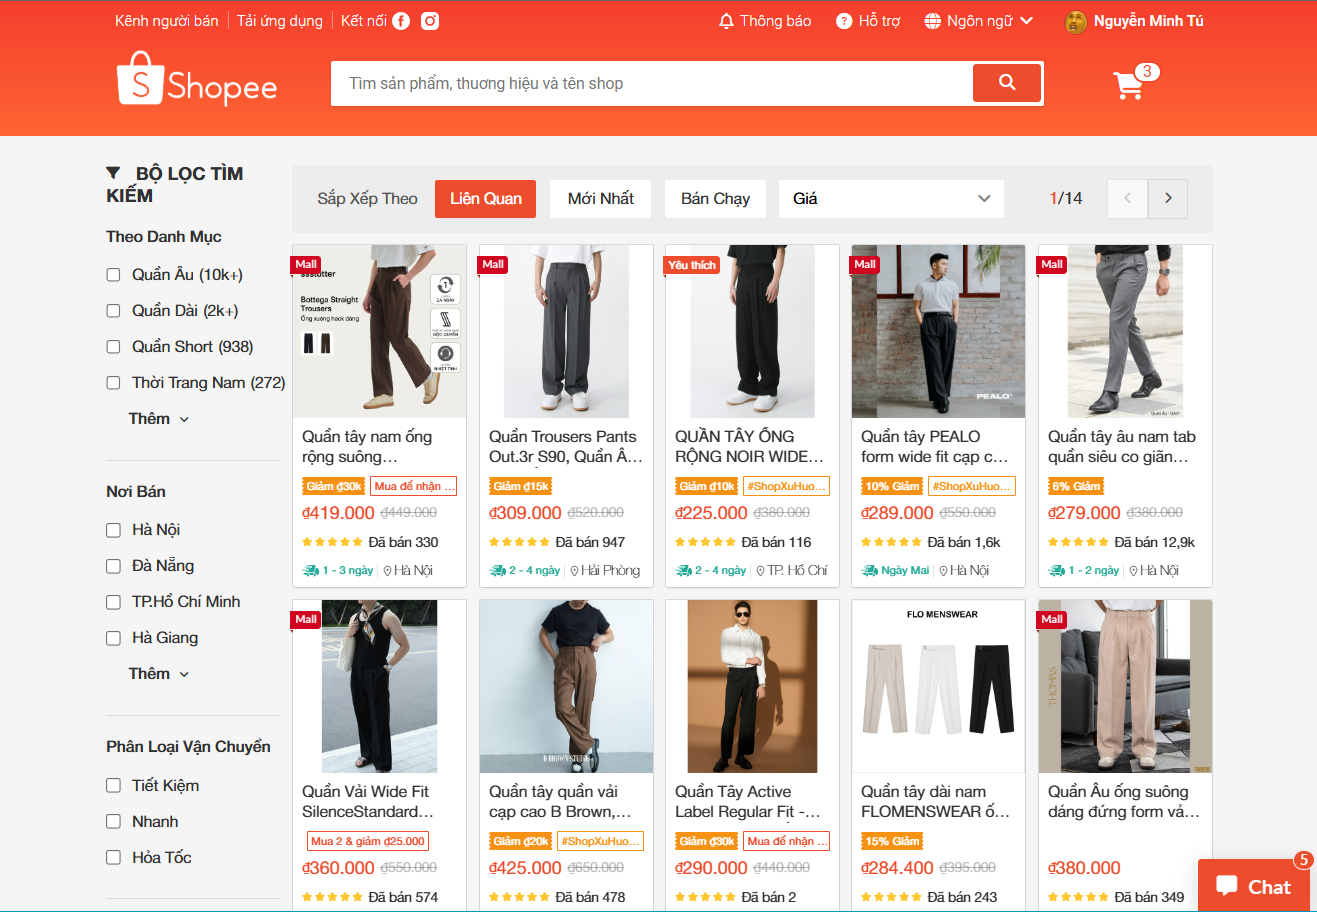 Kênh người bán
Tải ứng dụng
Kết nối
Thông báo
Hỗ trợ
Ngôn ngữ
Nguyễn Minh Tú
Shopee
Tìm sản phẩm, thuơng hiệu và tên shop
3
BỘ LỌC TÌM
KIẾM
Theo Danh Mục
Quần Âu (10k+)
Quần Dài (2k+)
Quần Short (938)
Thời Trang Nam (272)
Thêm
Nơi Bán
Hà Nội
Đà Nẵng
TP.Hồ Chí Minh
Hà Giang
Thêm
Phân Loại Vận Chuyển
Tiết Kiệm
Nhanh
Hỏa Tốc
Sắp Xếp Theo
Liên Quan
Mới Nhất
Bán Chạy
Giá
1/14
Mall
Bottega Straight
Trousers
Ống xuông hack dáng
Quần tây nam ống
rộng suông...
Giảm ₫30k
Mua để nhận ...
₫419.000 ₫449.000
Đã bán 330
1 - 3 ngày
Hà Nội
Mall
Quần Trousers Pants
Out.3r S90, Quần Â...
Giảm ₫15k
₫309.000 ₫520.000
Đã bán 947
2 - 4 ngày
Hải Phòng
Yêu thích
QUẦN TÂY ỐNG
RỘNG NOIR WIDE...
Giảm ₫10k
#ShopXuHuo...
₫225.000 ₫380.000
Đã bán 116
2 - 4 ngày
TP. Hồ Chí
Mall
PEALO
Quần tây PEALO
form wide fit cạp c...
10% Giảm
#ShopXuHuo...
₫289.000 ₫550.000
Đã bán 1,6k
Ngày Mai
Hà Nội
Mall
Quần tây âu nam tab
quần siêu co giãn...
6% Giảm
₫279.000 ₫380.000
Đã bán 12,9k
1 - 2 ngày
Hà Nội
Mall
Quần Vải Wide Fit
SilenceStandard...
Mua 2 & giảm ₫25.000
₫360.000 ₫550.000
Đã bán 574
B BROWN STUDIO
Quần tây quần vải
cạp cao B Brown,...
Giảm ₫20k
#ShopXuHuo...
₫425.000 ₫650.000
Đã bán 478
Quần Tây Active
Label Regular Fit -...
Giảm ₫30k
Mua để nhận ...
₫290.000 ₫440.000
Đã bán 2
FLO MENSWEAR
Quần tây dài nam
FLOMENSWEAR ố...
15% Giảm
₫284.400 ₫395.000
Đã bán 243
Mall
THOMAS
Quần Âu ống suông
dáng đứng form vả...
₫380.000
Đã bán 349
Chat
5